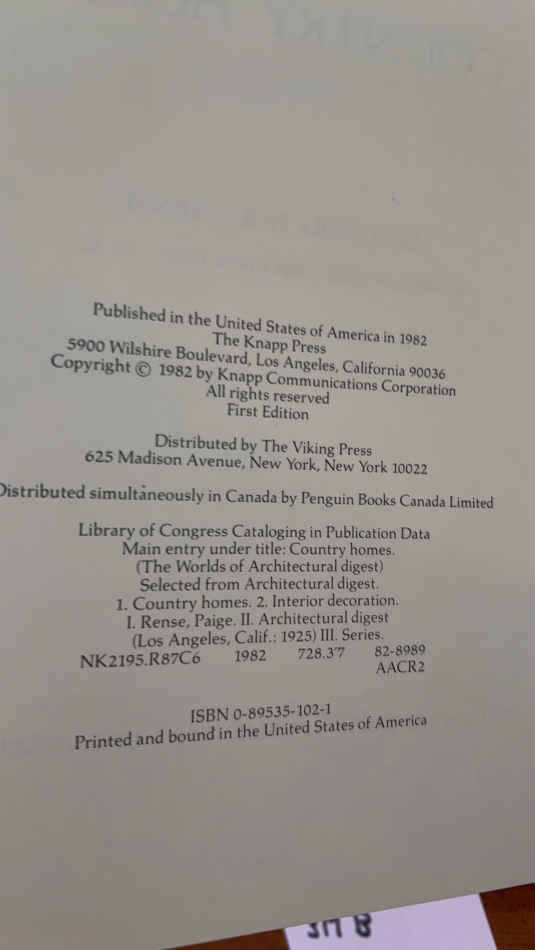 Published in the United States of America in 1982
The Knapp Press
5900 Wilshire Boulevard, Los Angeles, California 90036
Copyright © 1982 by Knapp Communications Corporation
All rights reserved
First Edition
Distributed by The Viking Press
625 Madison Avenue, New York, New York 10022
Distributed simultaneously in Canada by Penguin Books Canada Limited
Library of Congress Cataloging in Publication Data
Main entry under title: Country homes.
(The Worlds of Architectural digest)
Selected from Architectural digest.
1. Country homes. 2. Interior decoration.
I. Rense, Paige. II. Architectural digest
(Los Angeles, Calif.: 1925) III. Series.
NK2195.R87C6 1982 728.3'7 82-8989
AACR2
ISBN 0-89535-102-1
Printed and bound in the United States of America